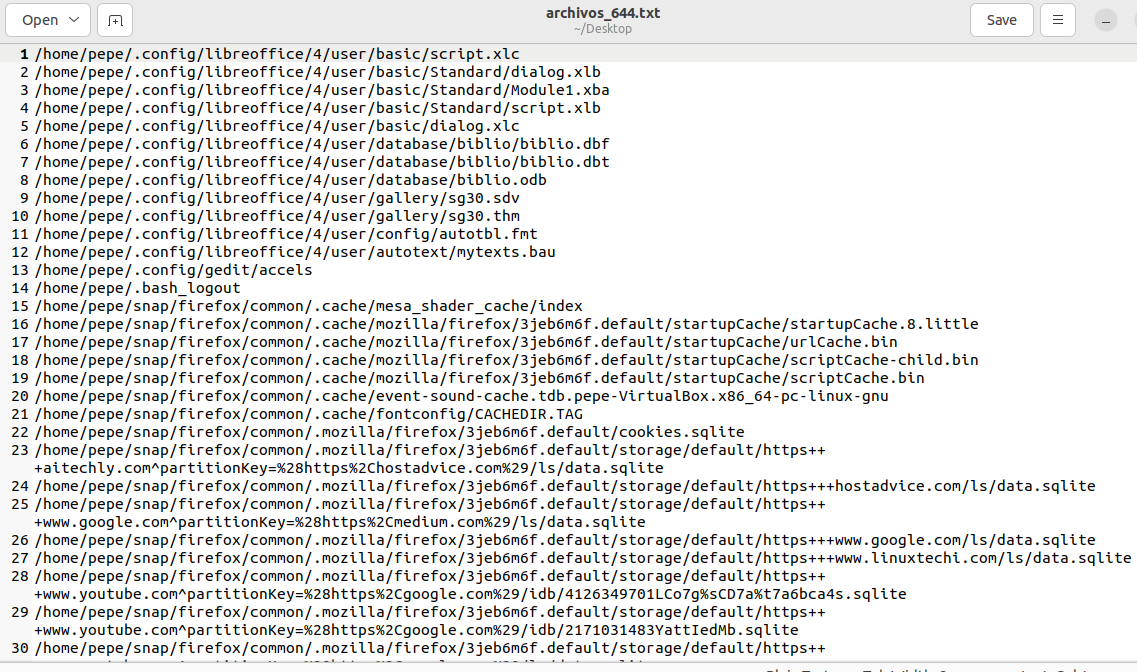 Open
archivos_644.txt
~/Desktop
Save
1 /home/pepe/.config/libreoffice/4/user/basic/script.xlc
2 /home/pepe/.config/libreoffice/4/user/basic/Standard/dialog.xlb
3 /home/pepe/.config/libreoffice/4/user/basic/Standard/Module1.xba
4 /home/pepe/.config/libreoffice/4/user/basic/Standard/script.xlb
5 /home/pepe/.config/libreoffice/4/user/basic/dialog.xlc
6 /home/pepe/.config/libreoffice/4/user/database/biblio/biblio.dbf
7 /home/pepe/.config/libreoffice/4/user/database/biblio/biblio.dbt
8 /home/pepe/.config/libreoffice/4/user/database/biblio.odb
9 /home/pepe/.config/libreoffice/4/user/gallery/sg30.sdv
10 /home/pepe/.config/libreoffice/4/user/gallery/sg30.thm
11 /home/pepe/.config/libreoffice/4/user/config/autotbl.fmt
12 /home/pepe/.config/libreoffice/4/user/autotext/mytexts.bau
13 /home/pepe/.config/gedit/accels
14 /home/pepe/.bash_logout
15 /home/pepe/snap/firefox/common/.cache/mesa_shader_cache/index
16 /home/pepe/snap/firefox/common/.cache/mozilla/firefox/3jeb6m6f.default/startupCache/startupCache.8.little
17 /home/pepe/snap/firefox/common/.cache/mozilla/firefox/3jeb6m6f.default/startupCache/urlCache.bin
18 /home/pepe/snap/firefox/common/.cache/mozilla/firefox/3jeb6m6f.default/startupCache/scriptCache-child.bin
19 /home/pepe/snap/firefox/common/.cache/mozilla/firefox/3jeb6m6f.default/startupCache/scriptCache.bin
20 /home/pepe/snap/firefox/common/.cache/event-sound-cache.tdb.pepe-VirtualBox.x86_64-pc-linux-gnu
21 /home/pepe/snap/firefox/common/.cache/fontconfig/CACHEDIR.TAG
22 /home/pepe/snap/firefox/common/.mozilla/firefox/3jeb6m6f.default/cookies.sqlite
23 /home/pepe/snap/firefox/common/.mozilla/firefox/3jeb6m6f.default/storage/default/https++
+aitechly.com^partitionKey=%28https%2Chostadvice.com%29/ls/data.sqlite
24 /home/pepe/snap/firefox/common/.mozilla/firefox/3jeb6m6f.default/storage/default/https+++hostadvice.com/ls/data.sqlite
25 /home/pepe/snap/firefox/common/.mozilla/firefox/3jeb6m6f.default/storage/default/https++
+www.google.com^partitionKey=%28https%2Cmedium.com%29/ls/data.sqlite
26 /home/pepe/snap/firefox/common/.mozilla/firefox/3jeb6m6f.default/storage/default/https+++www.google.com/ls/data.sqlite
27 /home/pepe/snap/firefox/common/.mozilla/firefox/3jeb6m6f.default/storage/default/https+++www.linuxtechi.com/ls/data.sqlite
28 /home/pepe/snap/firefox/common/.mozilla/firefox/3jeb6m6f.default/storage/default/https++
+www.youtube.com^partitionKey=%28https%2Cgoogle.com%29/idb/4126349701LCo7g%sCD7a%t7a6bca4s.sqlite
29 /home/pepe/snap/firefox/common/.mozilla/firefox/3jeb6m6f.default/storage/default/https++
+www.youtube.com^partitionKey=%28https%2Cgoogle.com%29/idb/2171031483YattIedMb.sqlite
30 /home/pepe/snap/firefox/common/.mozilla/firefox/3jeb6m6f.default/storage/default/https++